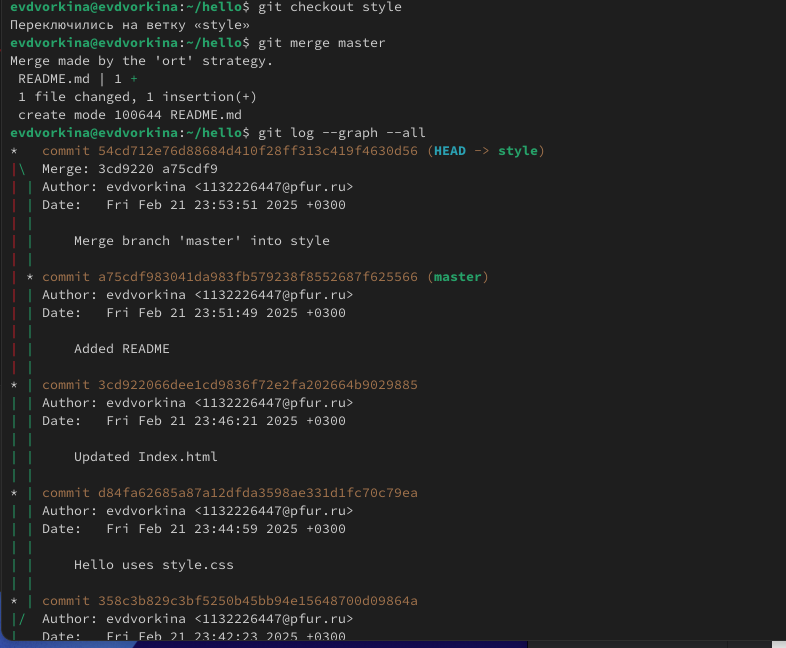 evdvorkina@evdvorkina:~/hello$ git checkout style
Переключились на ветку «style»
evdvorkina@evdvorkina:~/hello$ git merge master
Merge made by the 'ort' strategy.
 README.md | 1 +
 1 file changed, 1 insertion(+)
 create mode 100644 README.md
evdvorkina@evdvorkina:~/hello$ git log --graph --all
*   commit 54cd712e76d88684d410f28ff313c419f4630d56 (HEAD -> style)
|\  Merge: 3cd9220 a75cdf9
| | Author: evdvorkina <1132226447@pfur.ru>
| | Date:   Fri Feb 21 23:53:51 2025 +0300
| |
| |     Merge branch 'master' into style
| |
| * commit a75cdf983041da983fb579238f8552687f625566 (master)
| | Author: evdvorkina <1132226447@pfur.ru>
| | Date:   Fri Feb 21 23:51:49 2025 +0300
| |
| |     Added README
| |
* | commit 3cd922066dee1cd9836f72e2fa202664b9029885
| | Author: evdvorkina <1132226447@pfur.ru>
| | Date:   Fri Feb 21 23:46:21 2025 +0300
| |
| |     Updated Index.html
| |
* | commit d84fa62685a87a12dfda3598ae331d1fc70c79ea
| | Author: evdvorkina <1132226447@pfur.ru>
| | Date:   Fri Feb 21 23:44:59 2025 +0300
| |
| |     Hello uses style.css
| |
* | commit 358c3b829c3bf5250b45bb94e15648700d09864a
|/  Author: evdvorkina <1132226447@pfur.ru>
|   Date:   Fri Feb 21 23:42:23 2025 +0300